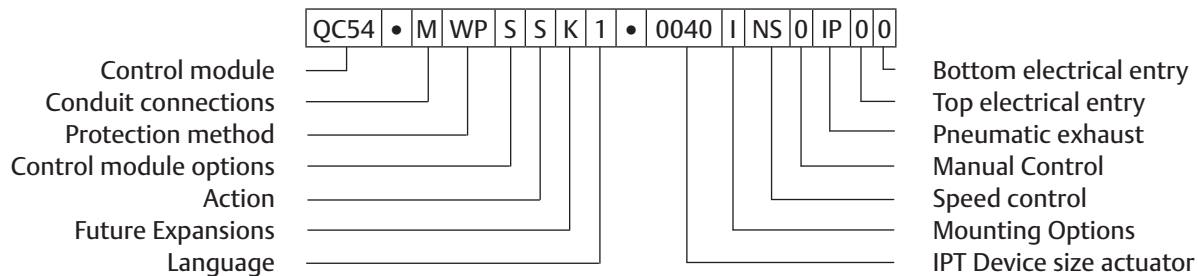 QC54 • M WP S S K 1 • 0040 I NS 0 IP 0 0
Control module
Conduit connections
Protection method
Control module options
Action
Future Expansions
Language
Bottom electrical entry
Top electrical entry
Pneumatic exhaust
Manual Control
Speed control
Mounting Options
IPT Device size actuator